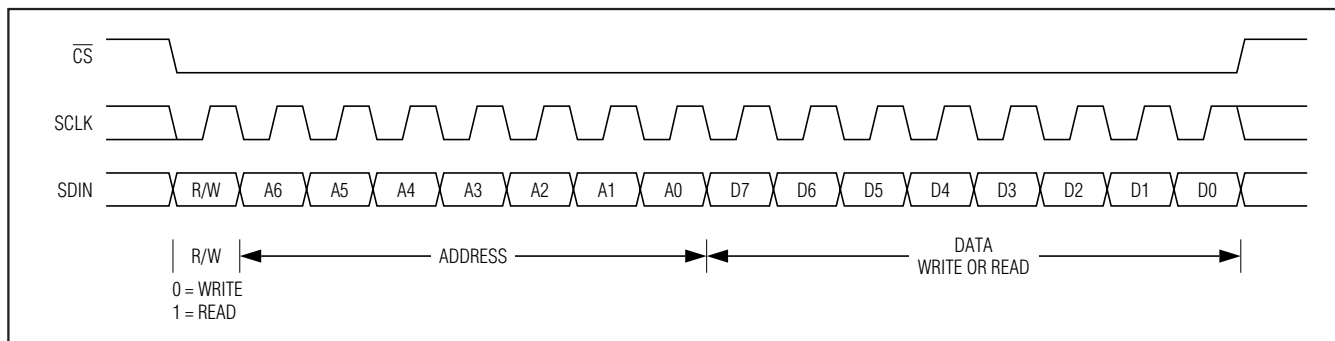 C̅S̅
SCLK
SDIN R/W A6 A5 A4 A3 A2 A1 A0 D7 D6 D5 D4 D3 D2 D1 D0
R/W ADDRESS DATA
WRITE OR READ
0 = WRITE
1 = READ